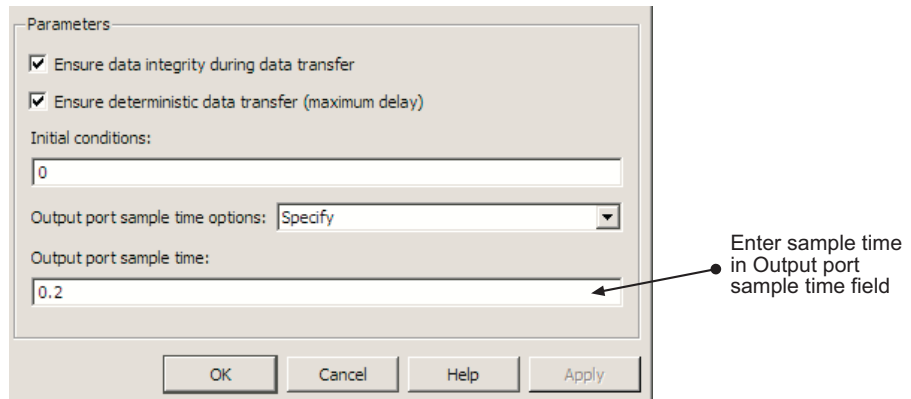 Parameters
Ensure data integrity during data transfer
Ensure deterministic data transfer (maximum delay)
Initial conditions:
0
Output port sample time options: Specify
Output port sample time:
0.2
Enter sample time
in Output port
sample time field
OK Cancel Help Apply